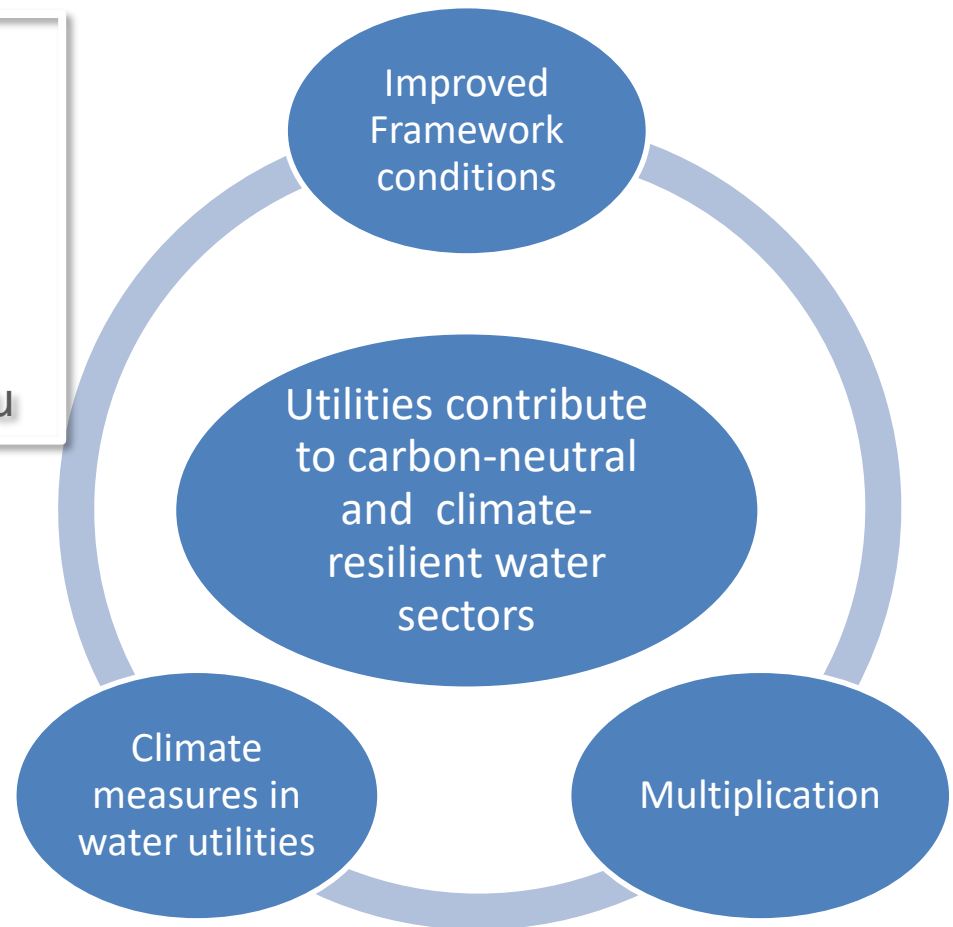 Improved
Framework
conditions
u
Utilities contribute
to carbon-neutral
and climate-
resilient water
sectors
Climate
measures in
water utilities
Multiplication